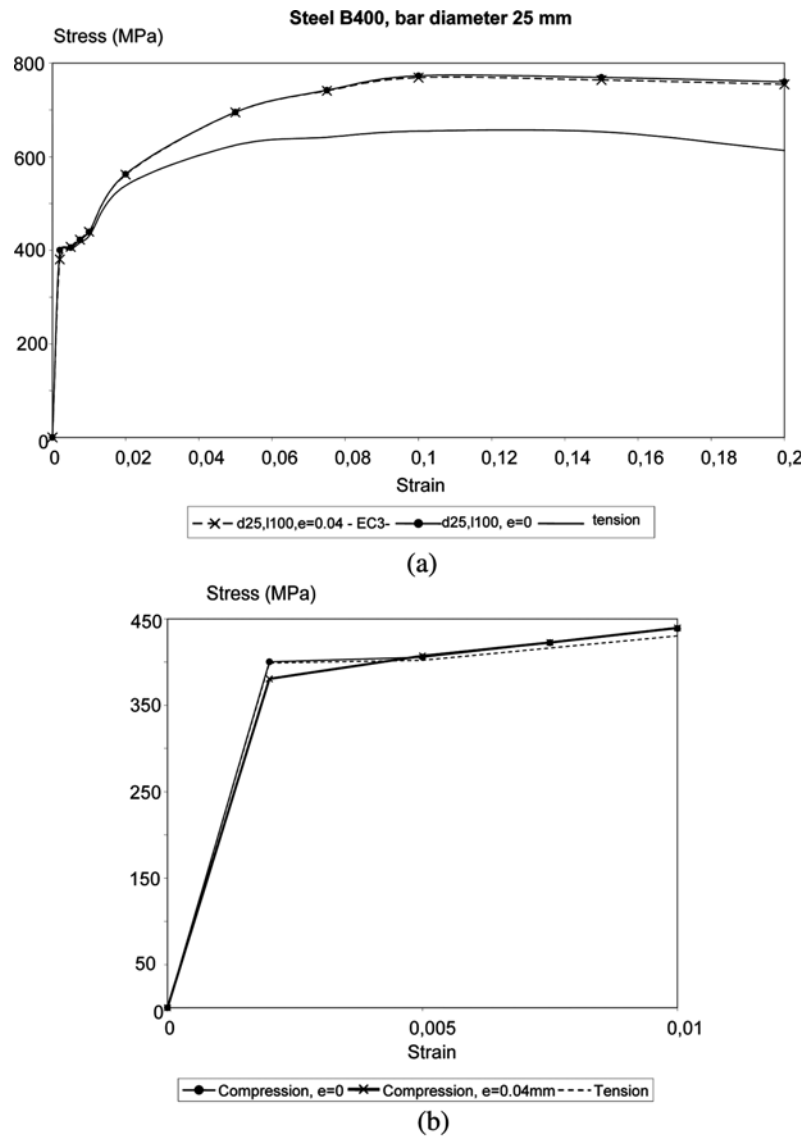 Steel B400, bar diameter 25 mm
Stress (MPa)
800
600
400
200
0
0 0,02 0,04 0,06 0,08 0,1 0,12 0,14 0,16 0,18 0,2
Strain
d25,l100,e=0.04 - EC3- d25,l100, e=0 tension
(a)
Stress (MPa)
450
350
250
150
50
0
0 0,005 0,01
Strain
Compression, e=0 Compression, e=0.04mm Tension
(b)